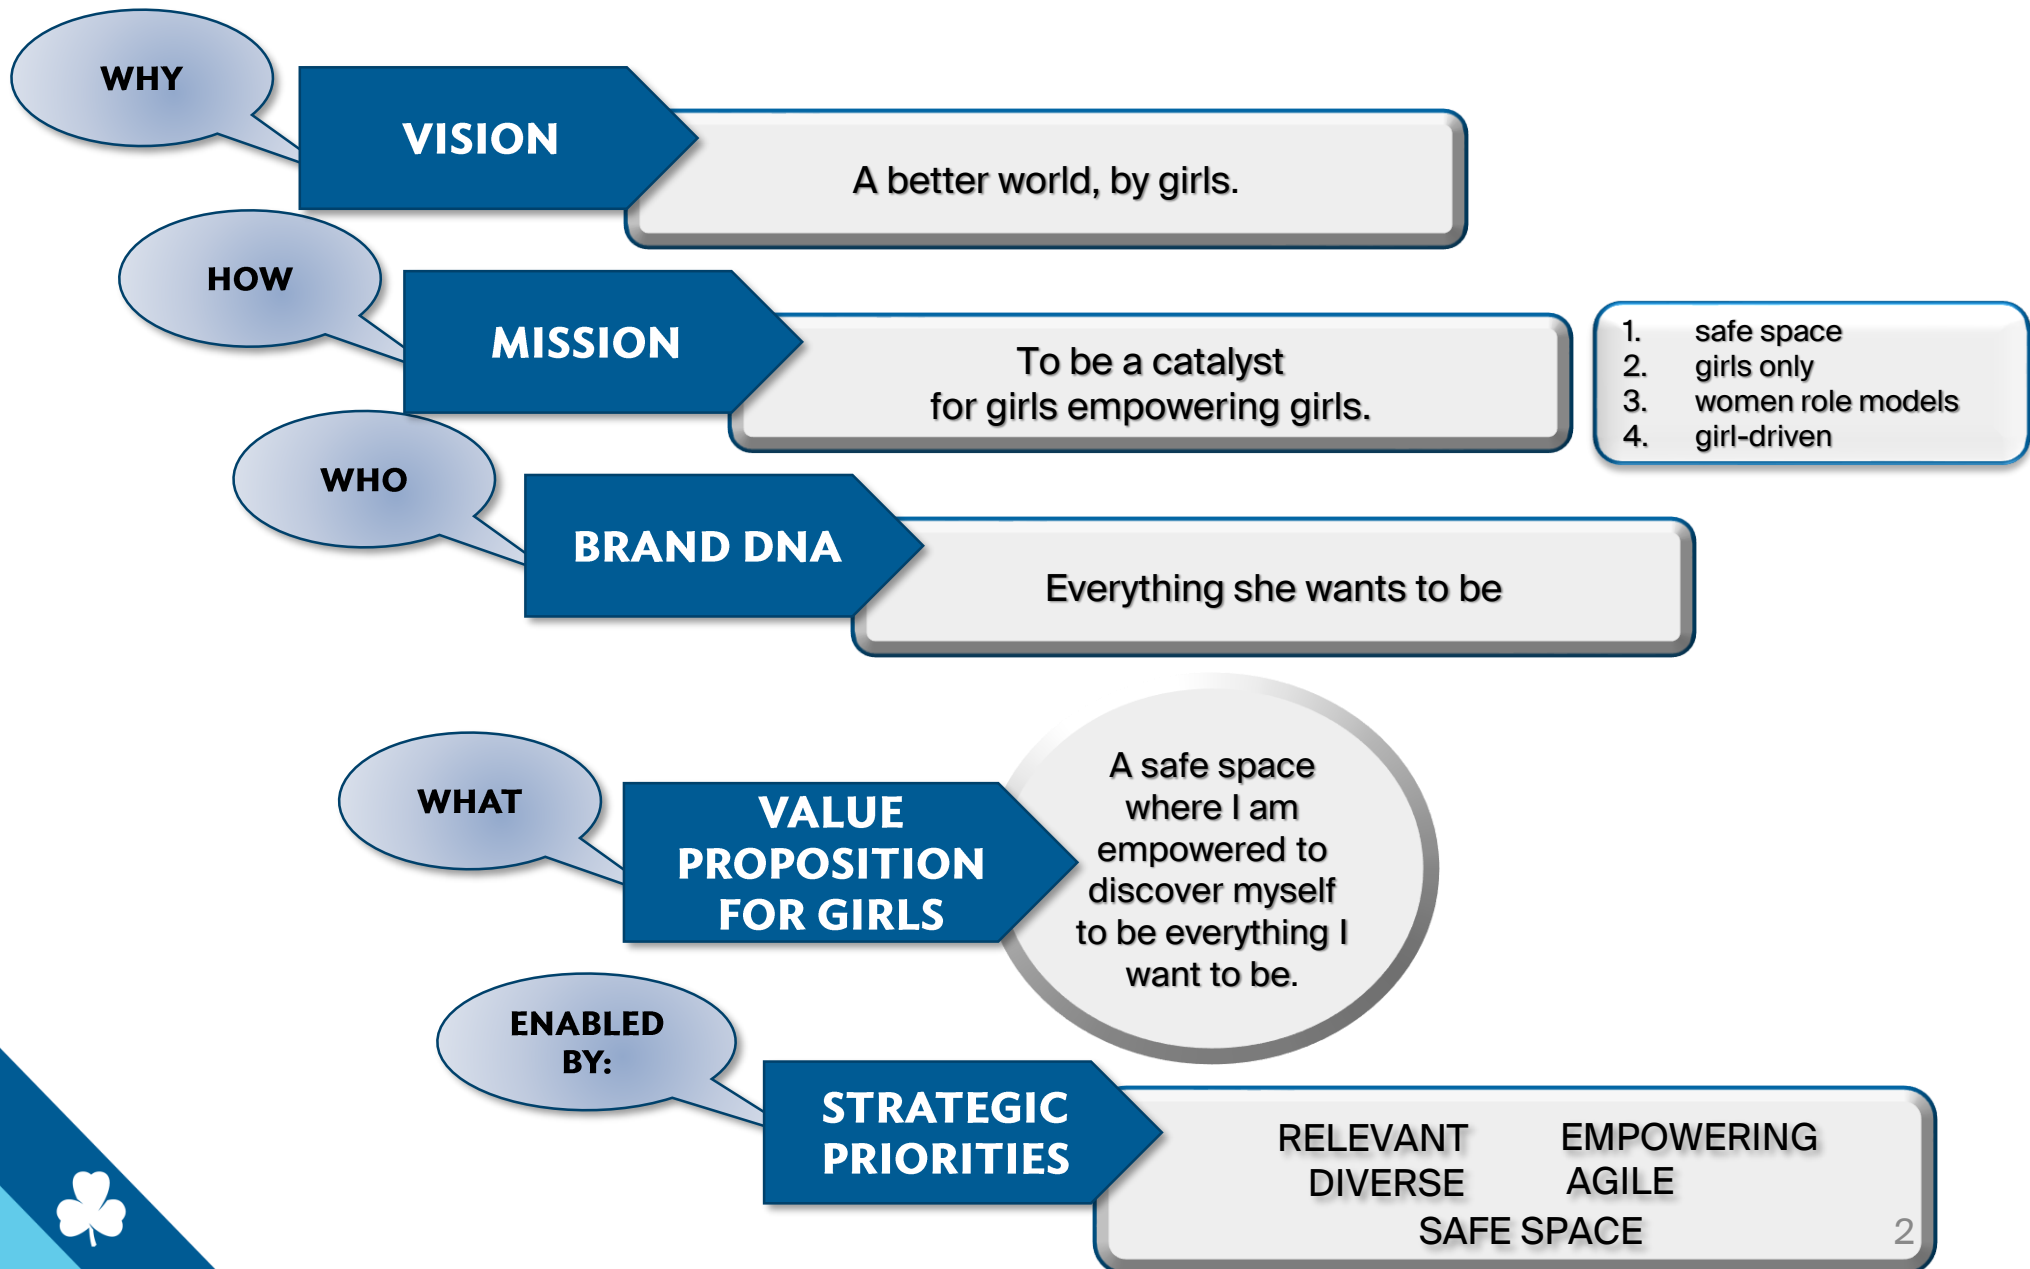 WHY
VISION
A better world, by girls.
HOW
MISSION
To be a catalyst
for girls empowering girls.
1. safe space
2. girls only
3. women role models
4. girl-driven
WHO
BRAND DNA
Everything she wants to be
WHAT
VALUE
PROPOSITION
FOR GIRLS
A safe space
where I am
empowered to
discover myself
to be everything I
want to be.
ENABLED
BY:
STRATEGIC
PRIORITIES
RELEVANT EMPOWERING
DIVERSE AGILE
SAFE SPACE
2